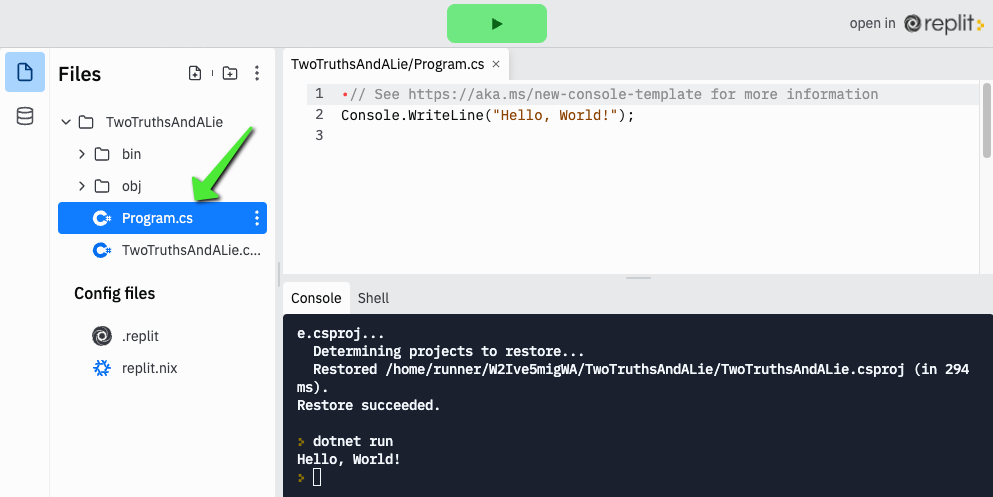 open in replit
Files
TwoTruthsAndALie/Program.cs ×
TwoTruthsAndALie
bin
obj
Program.cs
TwoTruthsAndALie.c...
Config files
.replit
replit.nix
1 // See https://aka.ms/new-console-template for more information
2 Console.WriteLine("Hello, World!");
3
Console Shell
e.csproj...
Determining projects to restore...
Restored /home/runner/W2Ive5migWA/TwoTruthsAndALie/TwoTruthsAndALie.csproj (in 294
ms).
Restore succeeded.
> dotnet run
Hello, World!
>